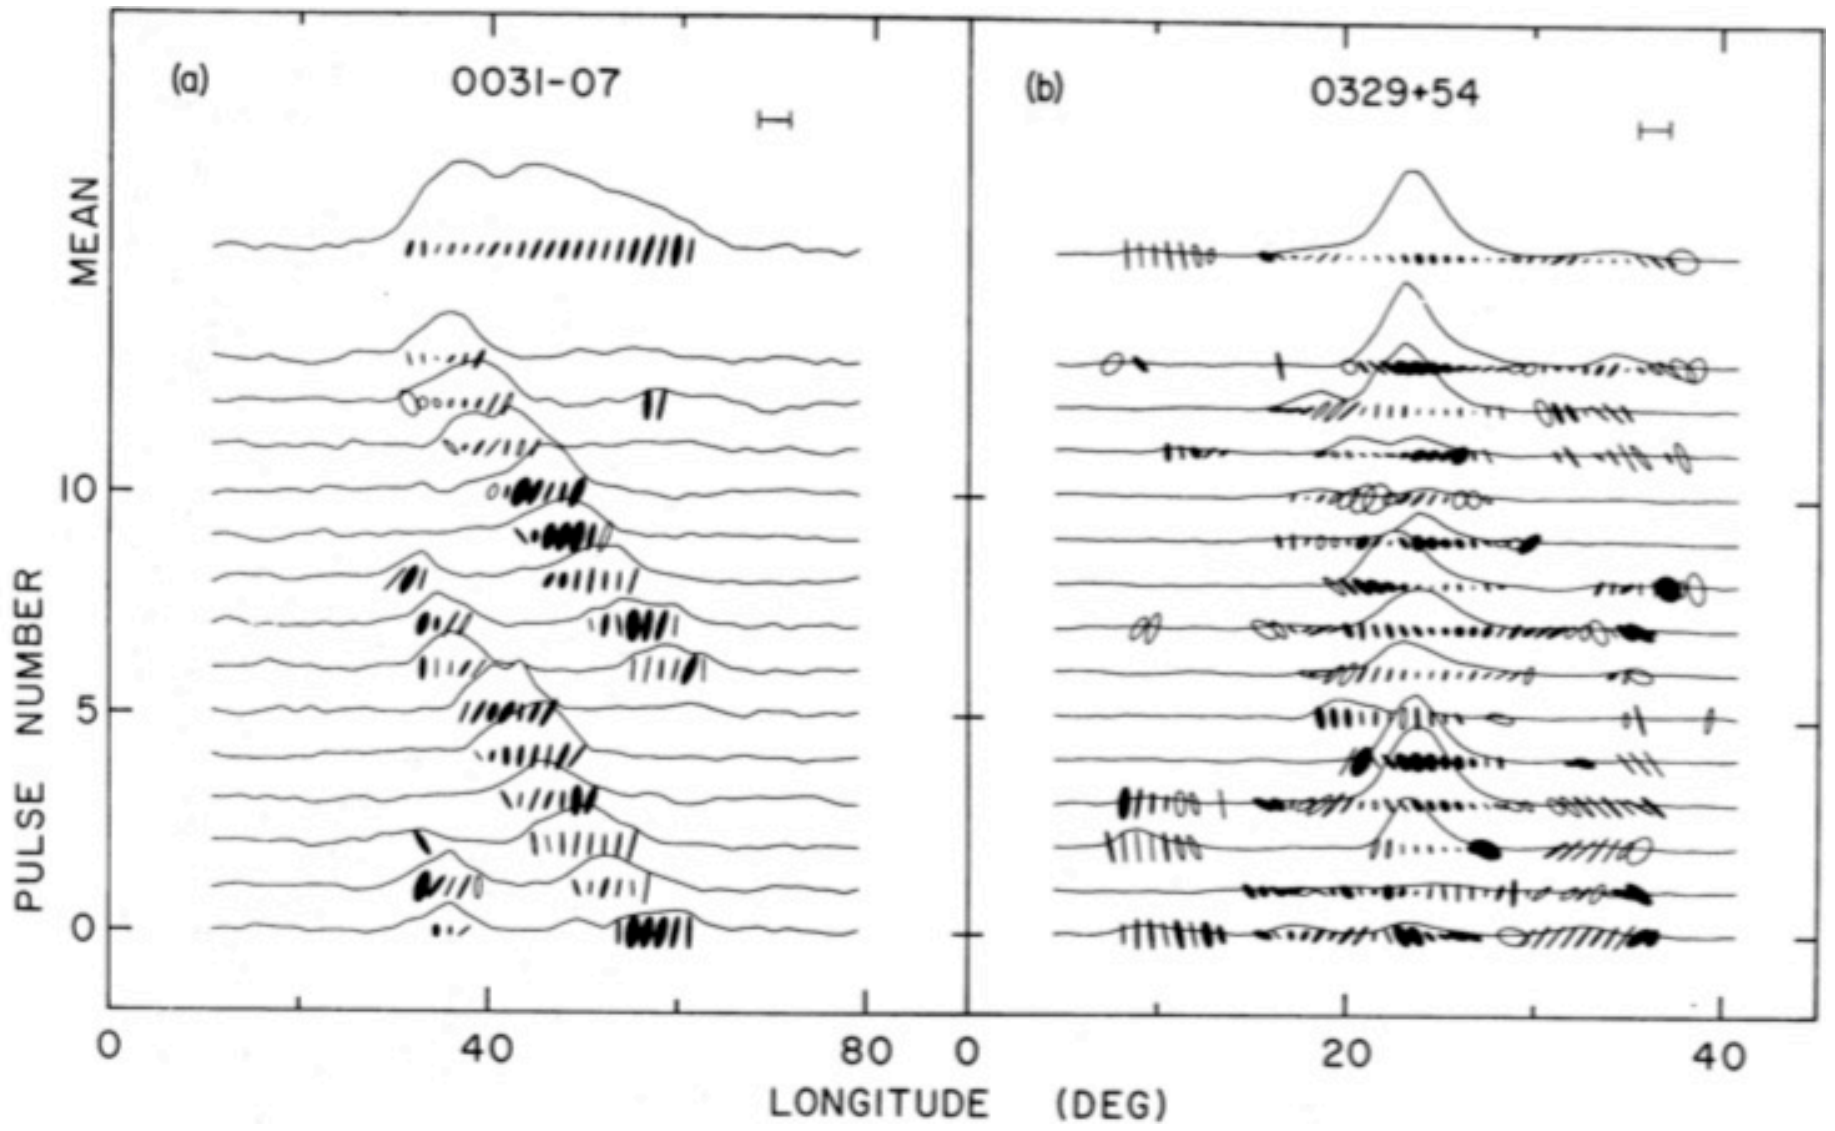 (a) 0031-07
(b) 0329+54
MEAN
PULSE NUMBER
10
5
0
0 40 80 0 20 40
LONGITUDE (DEG)